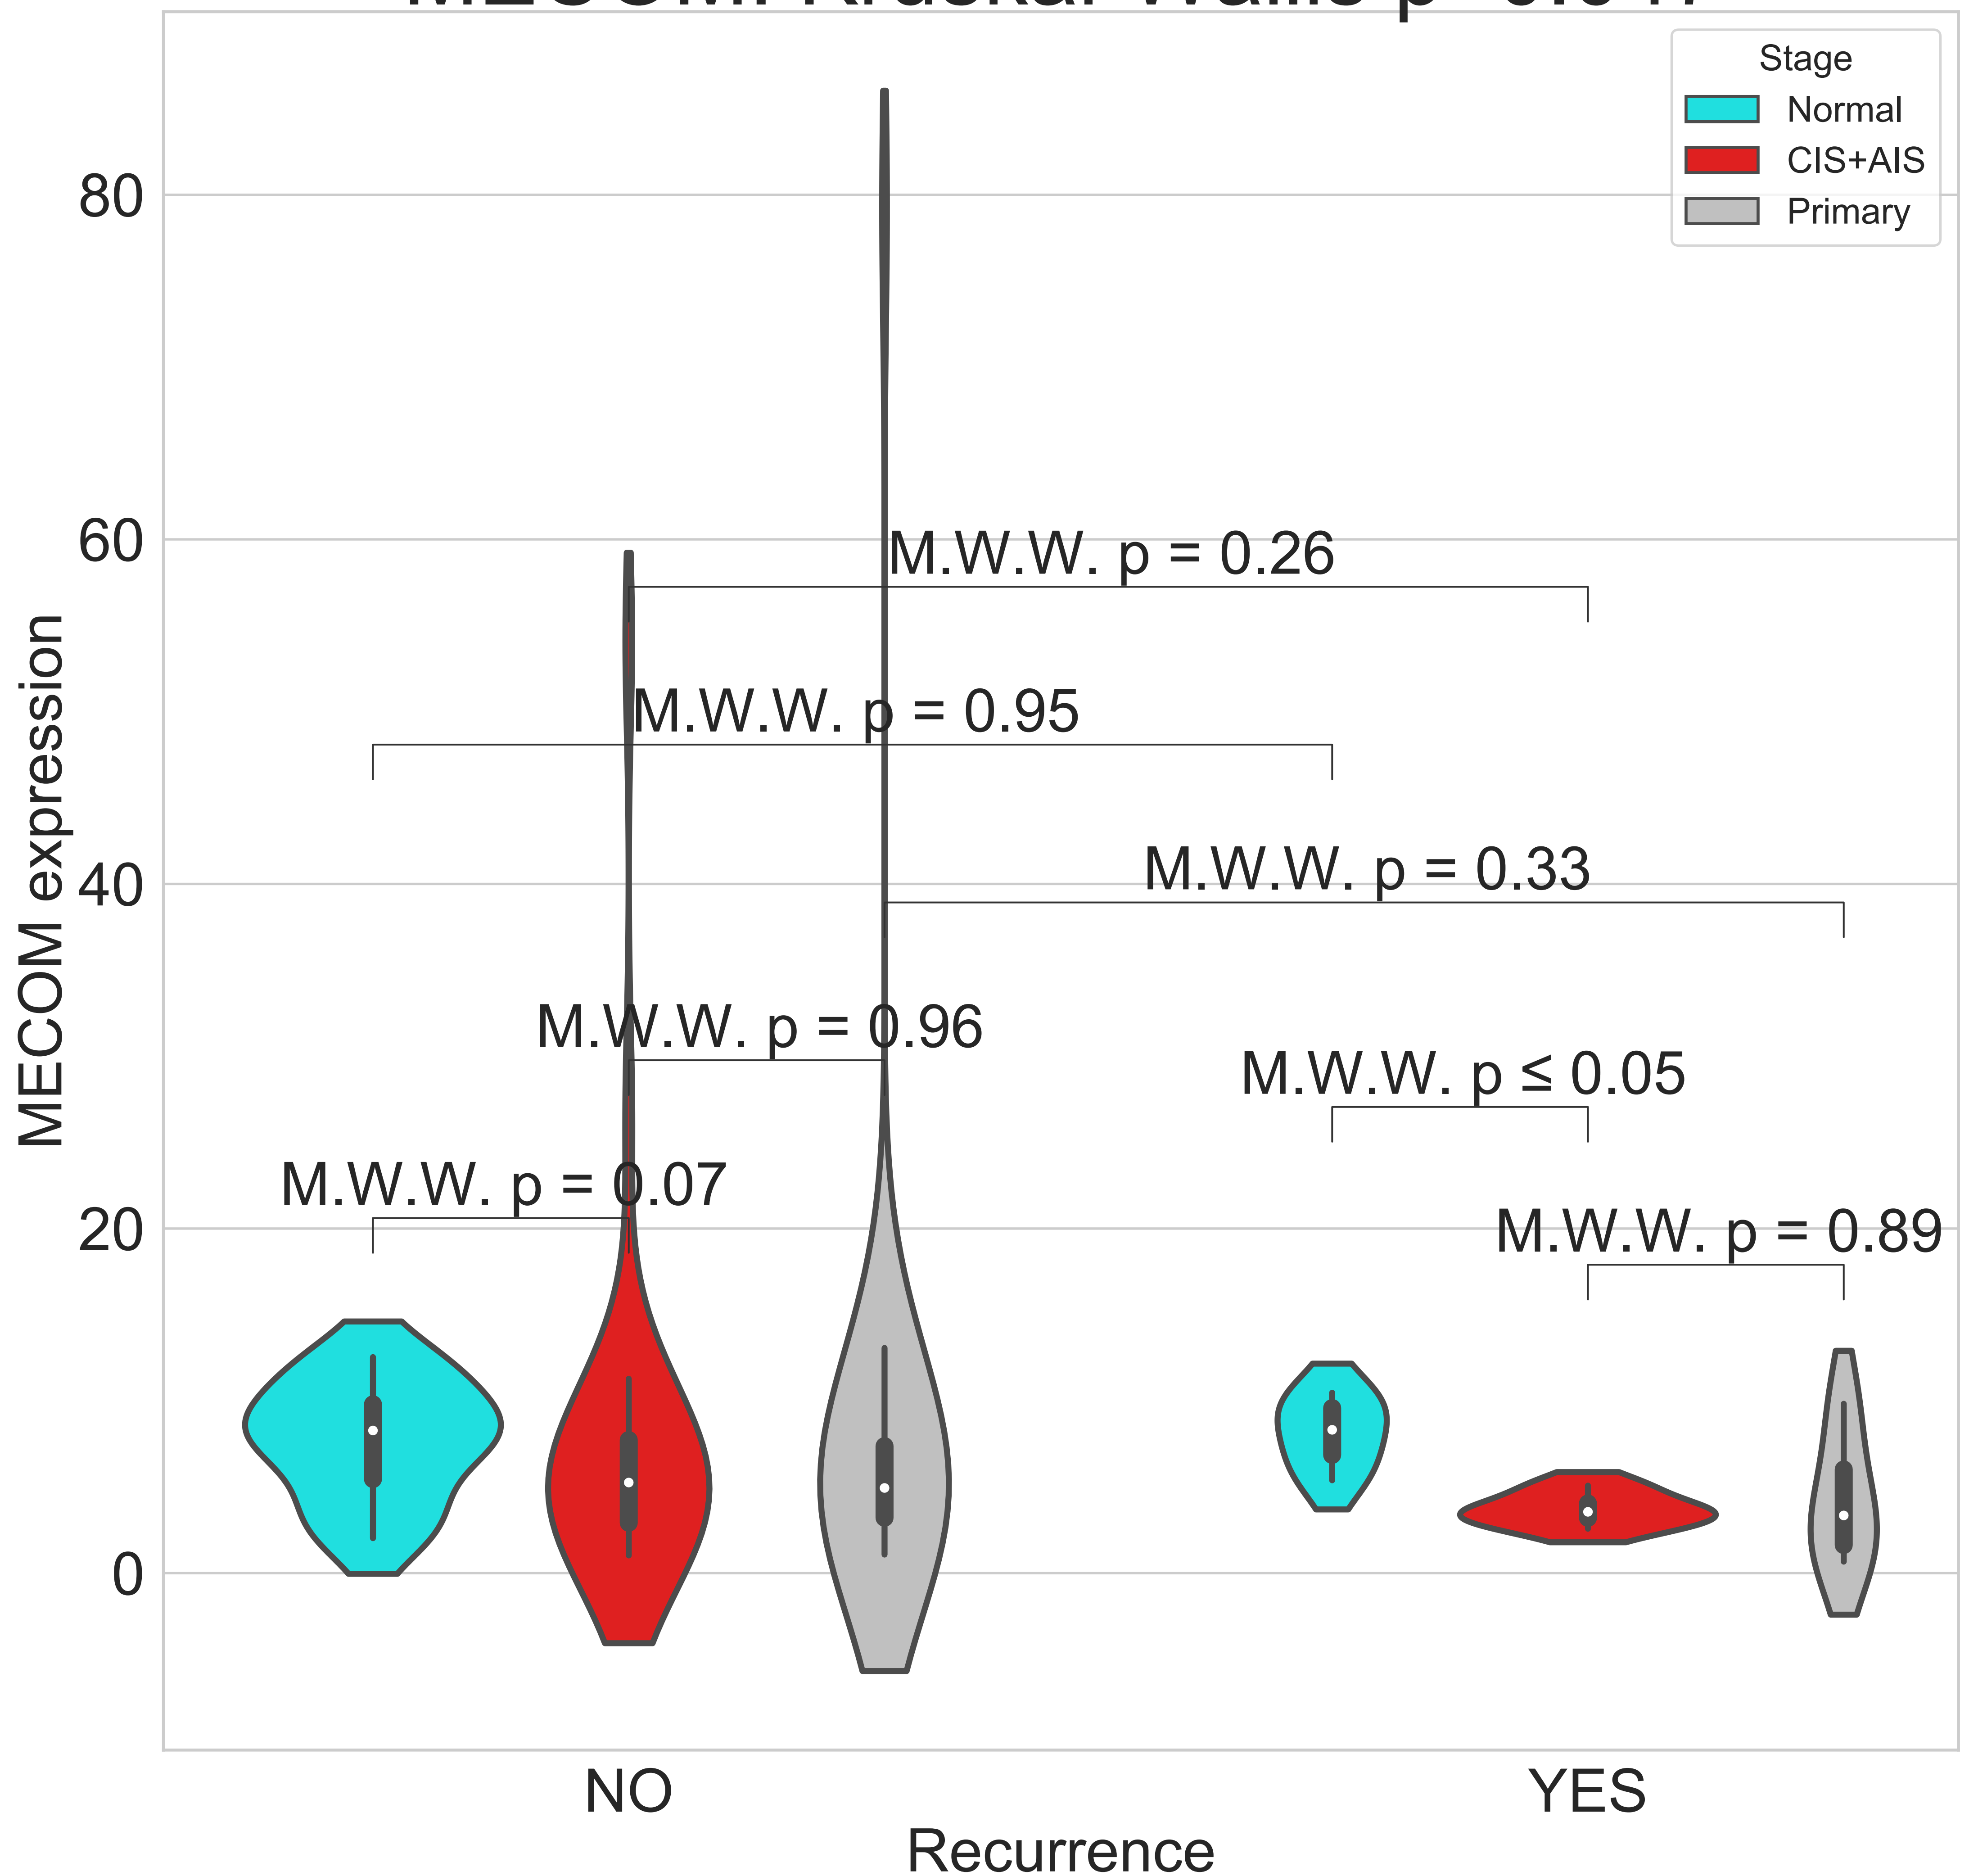 Stage
Normal
CIS+AIS
Primary
80
60
40
20
0
MECOM expression
M.W.W. p = 0.26
M.W.W. p = 0.95
M.W.W. p = 0.33
M.W.W. p = 0.96
M.W.W. p ≤ 0.05
M.W.W. p = 0.07
M.W.W. p = 0.89
NO
YES
Recurrence